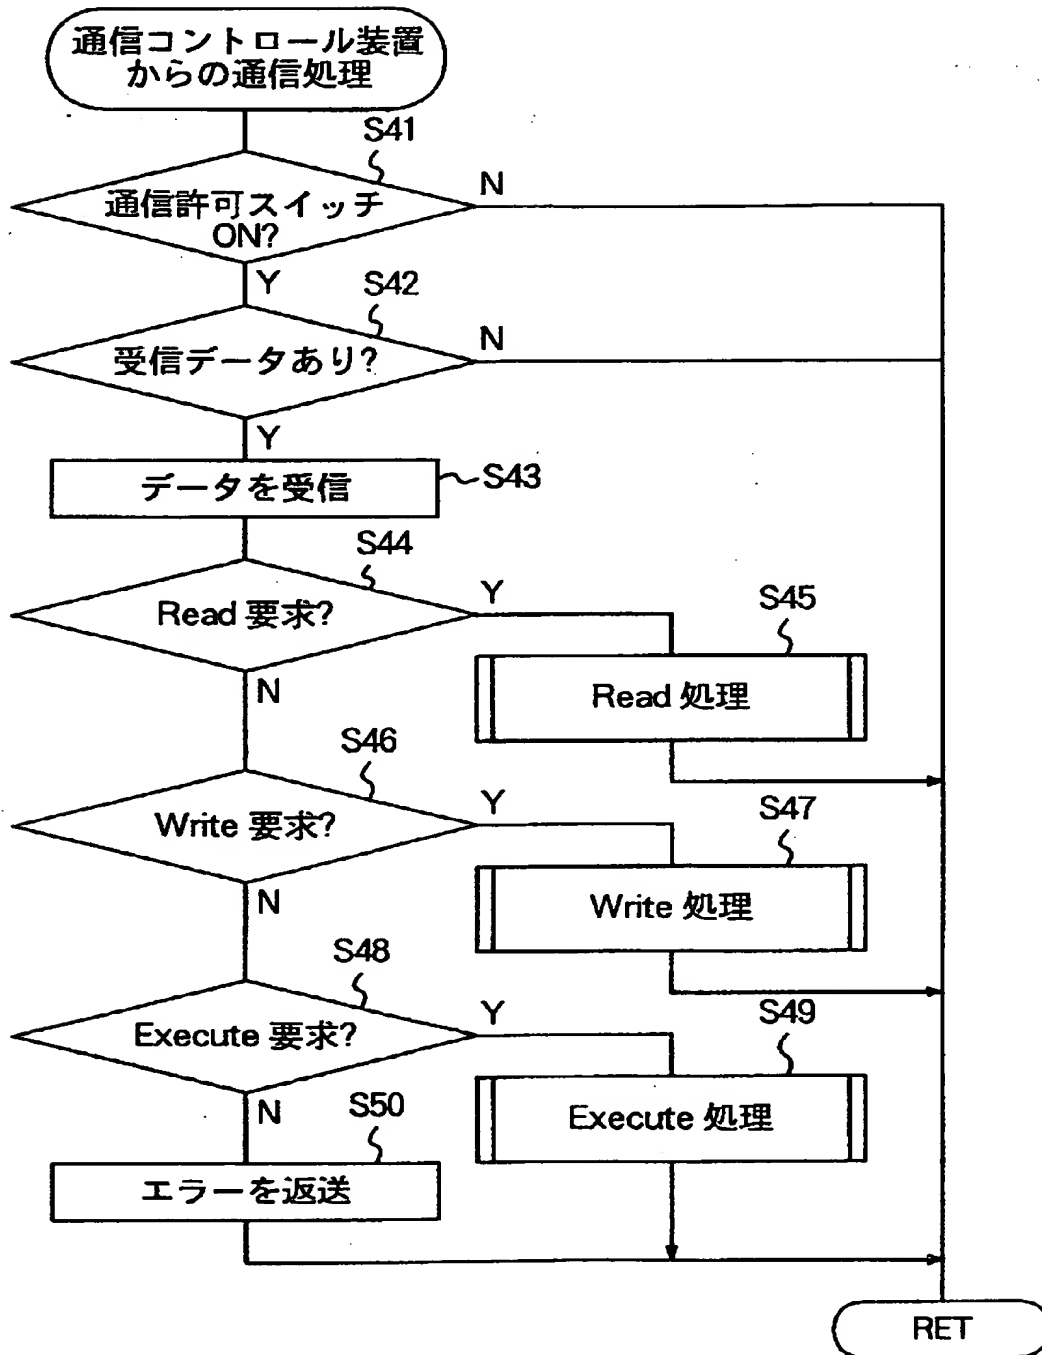 通信コントロール装置
からの通信処理
S41
通信許可スイッチ
ON?
N
Y
S42
受信データあり?
N
Y
データを受信
S43
S44
Read 要求?
Y
N
S45
Read 処理
S46
Write 要求?
Y
N
S47
Write 処理
S48
Execute 要求?
Y
N
S49
Execute 処理
S50
エラーを返送
RET